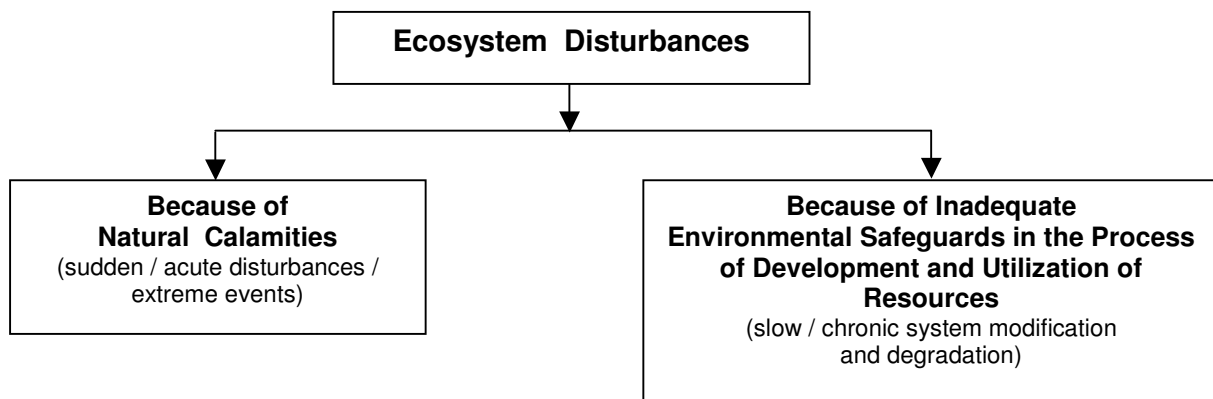 Ecosystem Disturbances
Because of
Natural Calamities
(sudden / acute disturbances /
extreme events)
Because of Inadequate
Environmental Safeguards in the Process
of Development and Utilization of
Resources
(slow / chronic system modification
and degradation)